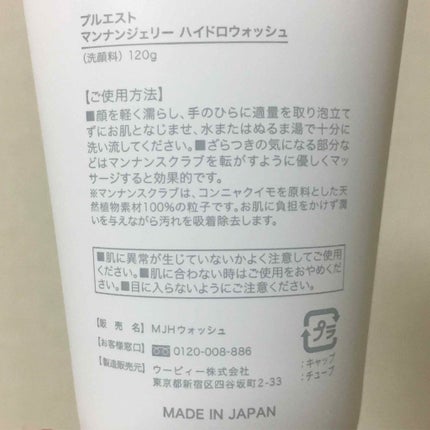 プルエスト
マンナンジェリー ハイドロウォッシュ
(洗顔料) 120g
【ご使用方法】
■顔を軽く濡らし、手のひらに適量を取り泡立て
ずにお肌となじませ、水またはぬるま湯で十分に
洗い流してください。■ざらつきの気になる部分な
どはマンナンスクラブを転がすように優しくマッ
サージすると効果的です。
※マンナンスクラブは、コンニャクイモを原料とした天
然植物素材100%の粒子です。お肌に負担をかけず潤
いを与えながら汚れを吸着除去します。
■肌に異常が生じていないかよく注意してご使用
ください。■肌に合わない時はご使用をおやめくだ
さい。■目に入らないようにご注意ください。
【販売名】 MJHウォッシュ
【お客様窓口】 0120-008-886
【製造販売元】 ウービィー株式会社
東京都新宿区四谷坂町2-33
プラ
:キャップ
:チューブ
MADE IN JAPAN